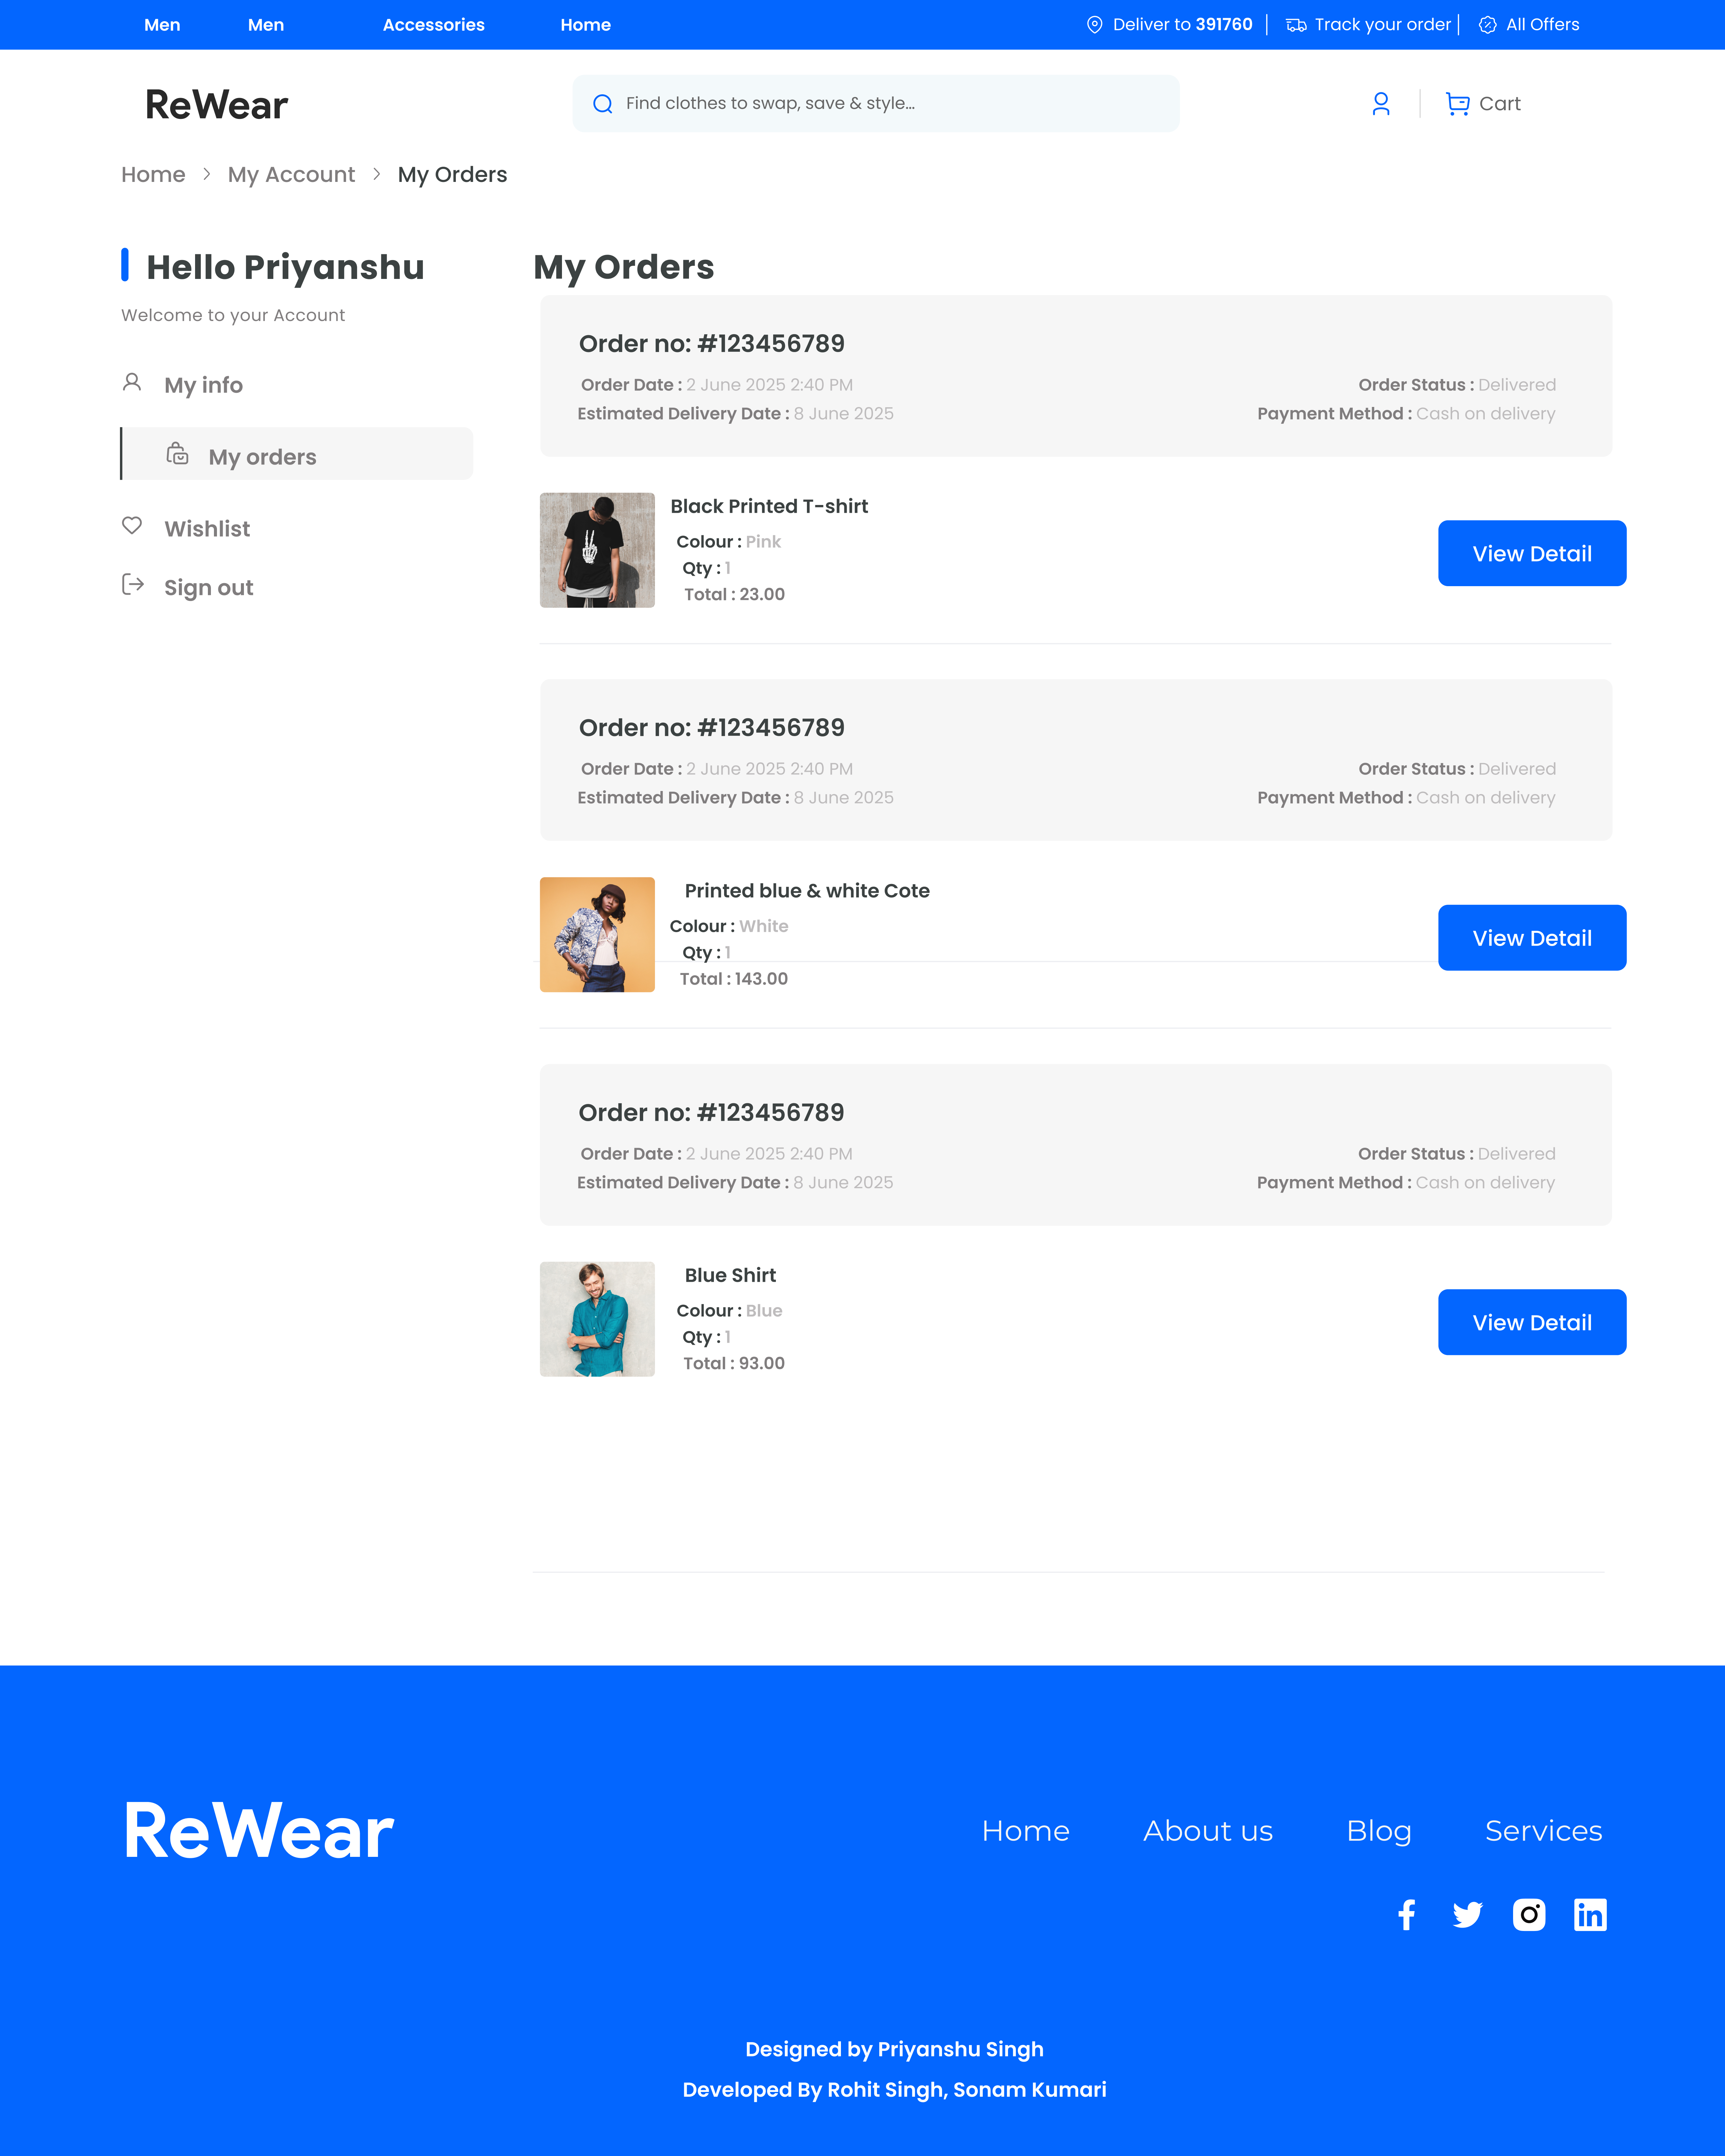 Men Men Accessories Home Deliver to 391760 Track your order All Offers
ReWear Find clothes to swap, save & style... Cart
Home > My Account > My Orders
Hello Priyanshu
Welcome to your Account
My info
My orders
Wishlist
Sign out
My Orders
Order no: #123456789
Order Date : 2 June 2025 2:40 PM Order Status : Delivered
Estimated Delivery Date : 8 June 2025 Payment Method : Cash on delivery
Black Printed T-shirt
Colour : Pink
Qty : 1
Total : 23.00
View Detail
Order no: #123456789
Order Date : 2 June 2025 2:40 PM Order Status : Delivered
Estimated Delivery Date : 8 June 2025 Payment Method : Cash on delivery
Printed blue & white Cote
Colour : White
Qty : 1
Total : 143.00
View Detail
Order no: #123456789
Order Date : 2 June 2025 2:40 PM Order Status : Delivered
Estimated Delivery Date : 8 June 2025 Payment Method : Cash on delivery
Blue Shirt
Colour : Blue
Qty : 1
Total : 93.00
View Detail
ReWear Home About us Blog Services
Designed by Priyanshu Singh
Developed By Rohit Singh, Sonam Kumari